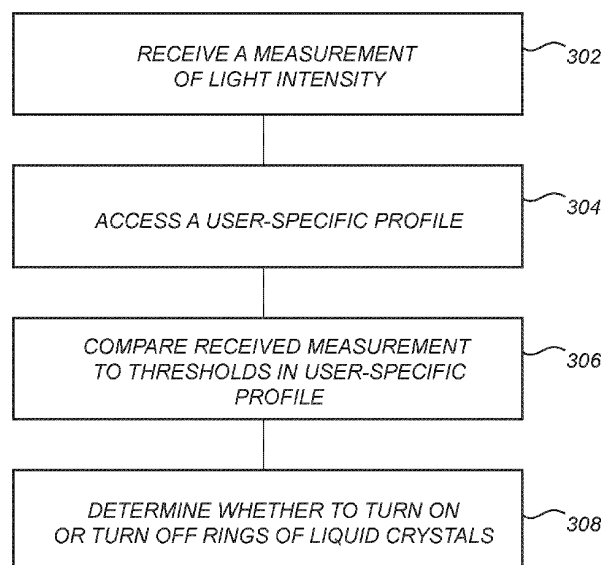 RECEIVE A MEASUREMENT
OF LIGHT INTENSITY
302
ACCESS A USER-SPECIFIC PROFILE
304
COMPARE RECEIVED MEASUREMENT
TO THRESHOLDS IN USER-SPECIFIC
PROFILE
306
DETERMINE WHETHER TO TURN ON
OR TURN OFF RINGS OF LIQUID CRYSTALS
308